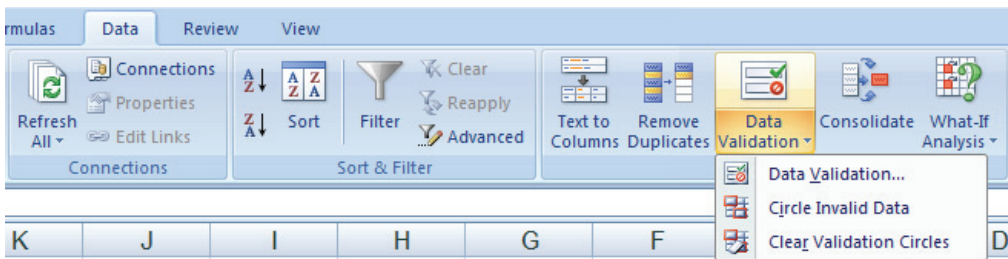 rmulas Data Review View
Refresh All
Connections
Properties
Edit Links
Connections
A Z
Z A
A Z Z A
Sort
Filter
Clear
Reapply
Advanced
Sort & Filter
Text to Columns
Remove Duplicates
Data Validation
Consolidate
What-If Analysis
Data Validation...
Circle Invalid Data
Clear Validation Circles
K J I H G F D